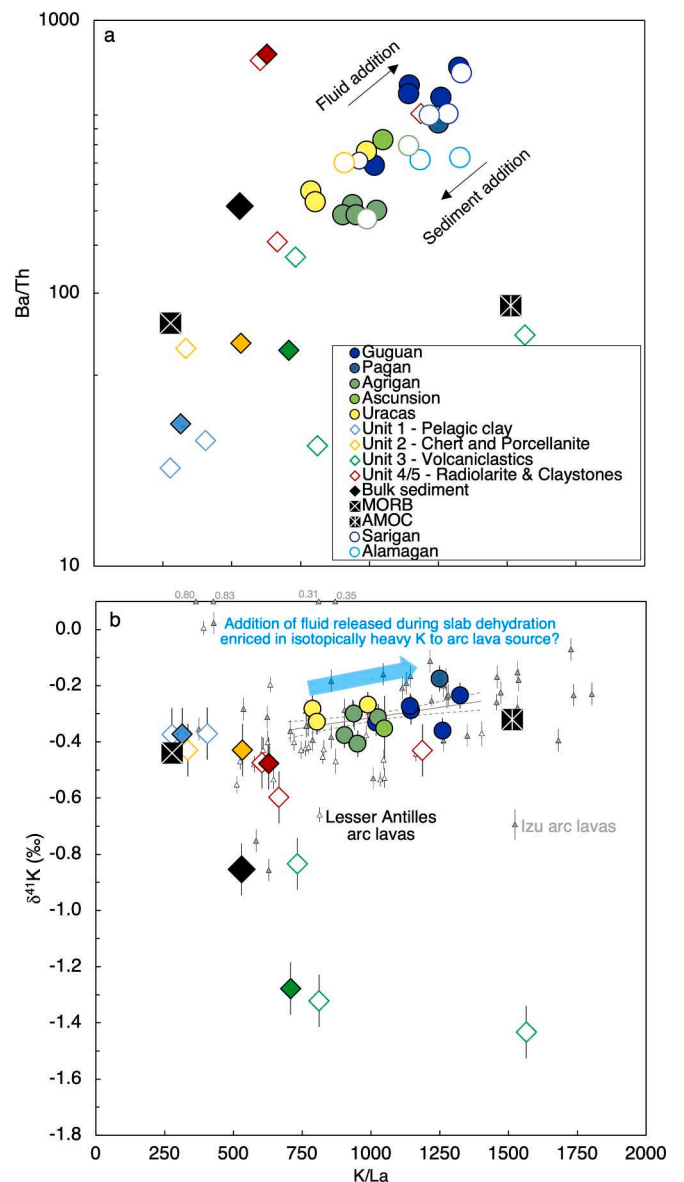 1000
a
Fluid addition
Sediment addition
Ba/Th
100
Guguan
Pagan
Agrigan
Ascunsion
Uracas
Unit 1 - Pelagic clay
Unit 2 - Chert and Porcellanite
Unit 3 - Volcaniclastics
Unit 4/5 - Radiolarite & Claystones
Bulk sediment
MORB
AMOC
Sarigan
Alamagan
10
0.80
0.83
0.31
0.35
b
0.0
Addition of fluid released during slab dehydration
enriced in isotopically heavy K to arc lava source?
-0.2
-0.4
-0.6
Lesser Antilles
arc lavas
Izu arc lavas
-0.8
δ⁴¹K (‰)
-1.0
-1.2
-1.4
-1.6
-1.8
0 250 500 750 1000 1250 1500 1750 2000
K/La